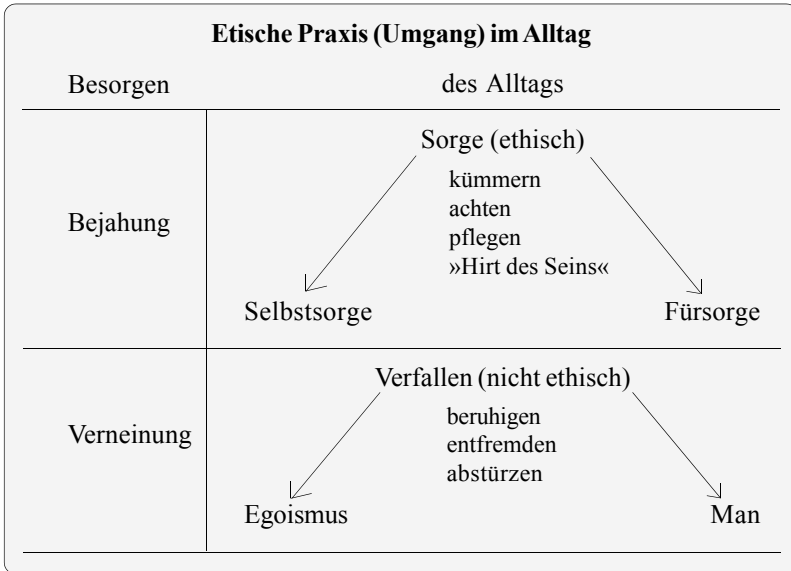 Etische Praxis (Umgang) im Alltag
Besorgen des Alltags
Sorge (ethisch)
Bejahung
kümmern
achten
pflegen
»Hirt des Seins«
Selbstsorge Fürsorge
Verfallen (nicht ethisch)
Verneinung
beruhigen
entfremden
abstürzen
Egoismus Man